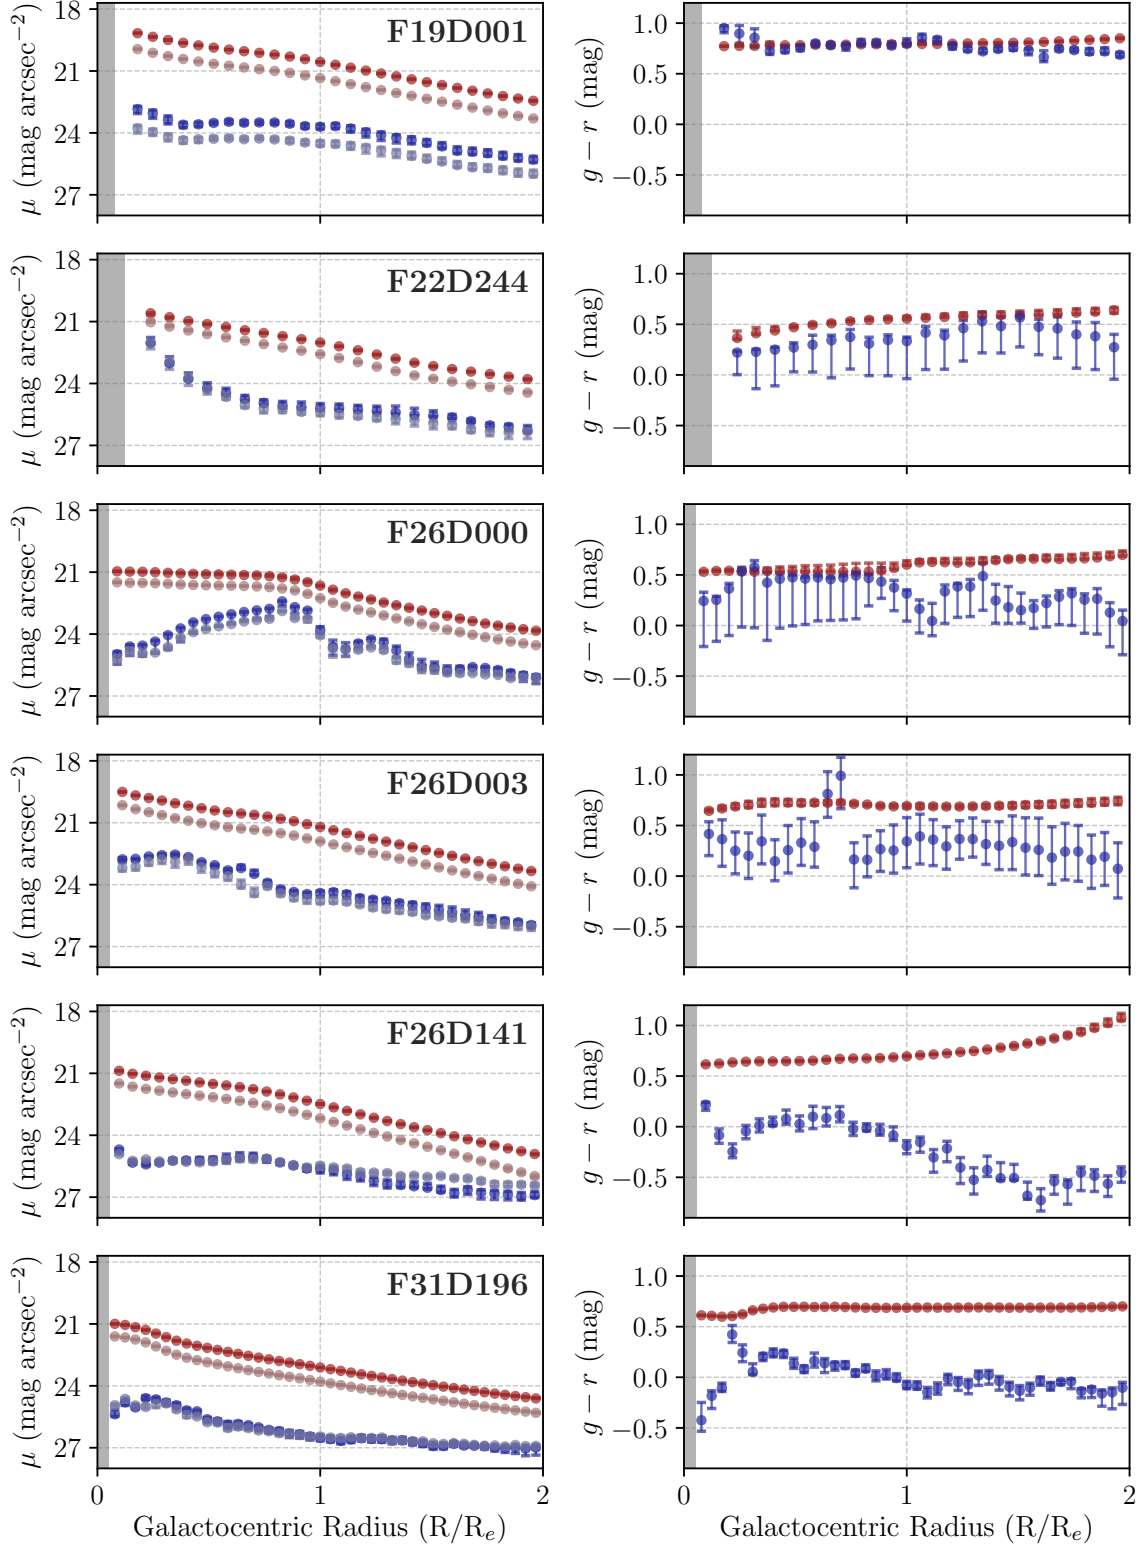 18
21
24
27
μ (mag arcsec−2)
F19D001
1.0
0.5
0.0
−0.5
g − r (mag)
18
21
24
27
μ (mag arcsec−2)
F22D244
1.0
0.5
0.0
−0.5
g − r (mag)
18
21
24
27
μ (mag arcsec−2)
F26D000
1.0
0.5
0.0
−0.5
g − r (mag)
18
21
24
27
μ (mag arcsec−2)
F26D003
1.0
0.5
0.0
−0.5
g − r (mag)
18
21
24
27
μ (mag arcsec−2)
F26D141
1.0
0.5
0.0
−0.5
g − r (mag)
18
21
24
27
μ (mag arcsec−2)
F31D196
1.0
0.5
0.0
−0.5
g − r (mag)
0 1 2
Galactocentric Radius (R/Re)
0 1 2
Galactocentric Radius (R/Re)